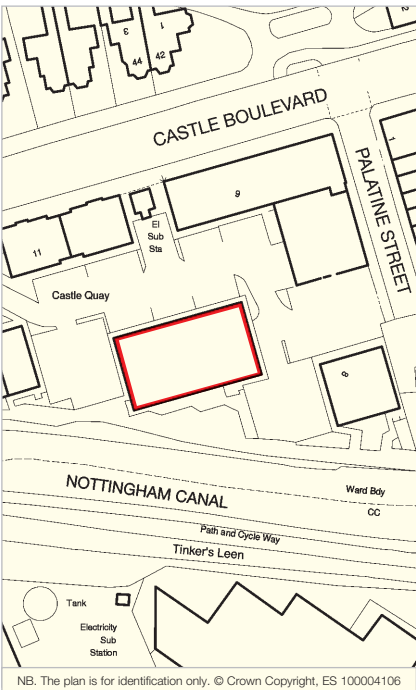 3
1
44
42
2
CASTLE BOULEVARD
1
PALATINE STREET
9
El
Sub
Sta
11
Castle Quay
8
NOTTINGHAM CANAL
Ward Bdy
CC
Path and Cycle Way
Tinker's Leen
Tank
Electricity
Sub
Station
NB. The plan is for identification only. © Crown Copyright, ES 100004106